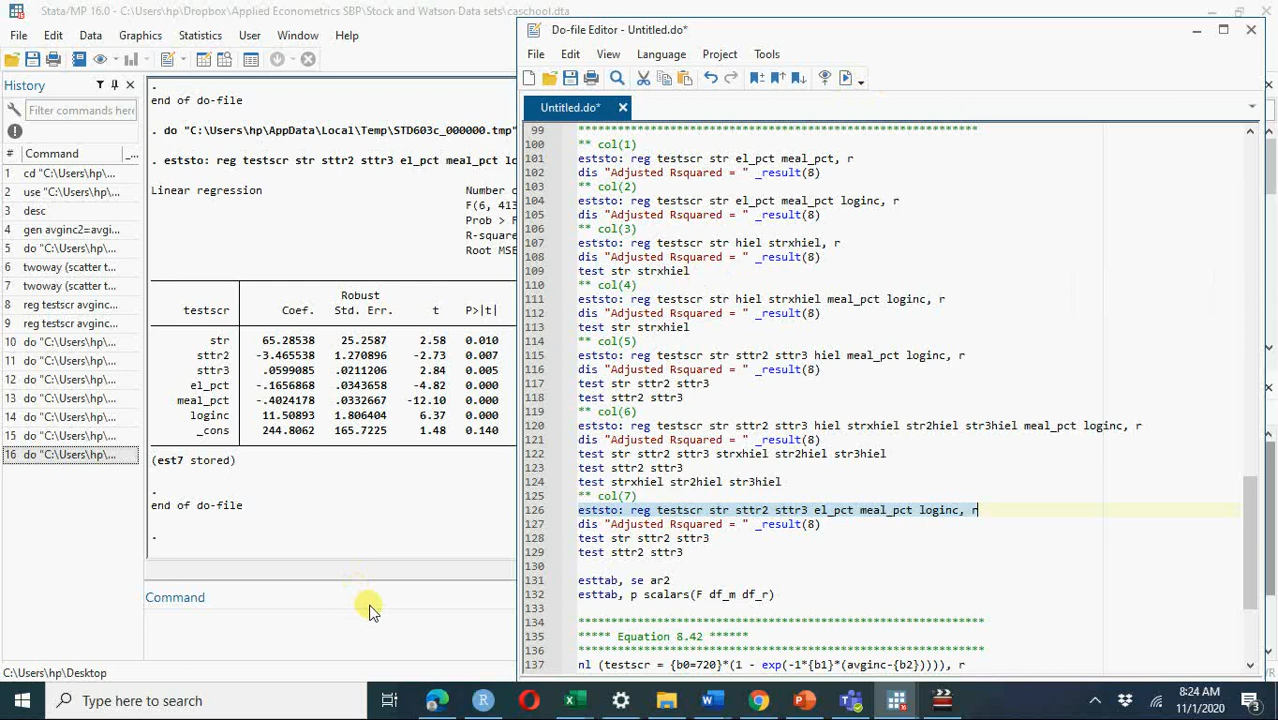 Stata/MP 16.0 - C:\Users\hp\Dropbox\Applied Econometrics SBP\Stock and Watson Data sets\caschool.dta
File Edit Data Graphics Statistics User Window Help
History
Filter commands here
# Command
1 cd "C:\Users\hp\...
2 use "C:\Users\hp\...
3 desc
4 gen avginc2=avgi...
5 do "C:\Users\hp\...
6 twoway (scatter t...
7 twoway (scatter t...
8 reg testscr avginc...
9 reg testscr avginc...
10 do "C:\Users\hp\...
11 do "C:\Users\hp\...
12 do "C:\Users\hp\...
13 do "C:\Users\hp\...
14 do "C:\Users\hp\...
15 do "C:\Users\hp\...
16 do "C:\Users\hp\...
.
end of do-file
. do "C:\Users\hp\AppData\Local\Temp\STD603c_000000.tmp"
. eststo: reg testscr str sttr2 sttr3 el_pct meal_pct lo
Linear regression Number o
F(6, 413
Prob > F
R-square
Root MSE
Robust
testscr Coef. Std. Err. t P>|t|
str 65.28538 25.2587 2.58 0.010
sttr2 -3.465538 1.270896 -2.73 0.007
sttr3 .0599085 .0211206 2.84 0.005
el_pct -.1656868 .0343658 -4.82 0.000
meal_pct -.4024178 .0332667 -12.10 0.000
loginc 11.50893 1.806404 6.37 0.000
_cons 244.8062 165.7225 1.48 0.140
(est7 stored)
.
end of do-file
.
Command
C:\Users\hp\Desktop
Do-file Editor - Untitled.do*
File Edit View Language Project Tools
Untitled.do*
99 *************************************************************
100 ** col(1)
101 eststo: reg testscr str el_pct meal_pct, r
102 dis "Adjusted Rsquared = " _result(8)
103 ** col(2)
104 eststo: reg testscr str el_pct meal_pct loginc, r
105 dis "Adjusted Rsquared = " _result(8)
106 ** col(3)
107 eststo: reg testscr str hiel strxhiel, r
108 dis "Adjusted Rsquared = " _result(8)
109 test str strxhiel
110 ** col(4)
111 eststo: reg testscr str hiel strxhiel meal_pct loginc, r
112 dis "Adjusted Rsquared = " _result(8)
113 test str strxhiel
114 ** col(5)
115 eststo: reg testscr str sttr2 sttr3 hiel meal_pct loginc, r
116 dis "Adjusted Rsquared = " _result(8)
117 test str sttr2 sttr3
118 test sttr2 sttr3
119 ** col(6)
120 eststo: reg testscr str sttr2 sttr3 hiel strxhiel str2hiel str3hiel meal_pct loginc, r
121 dis "Adjusted Rsquared = " _result(8)
122 test str sttr2 sttr3 strxhiel str2hiel str3hiel
123 test sttr2 sttr3
124 test strxhiel str2hiel str3hiel
125 ** col(7)
126 eststo: reg testscr str sttr2 sttr3 el_pct meal_pct loginc, r
127 dis "Adjusted Rsquared = " _result(8)
128 test str sttr2 sttr3
129 test sttr2 sttr3
130
131 esttab, se ar2
132 esttab, p scalars(F df_m df_r)
133
134 **************************************************************
135 ***** Equation 8.42 ******
136 **************************************************************
137 nl (testscr = {b0=720}*(1 - exp(-1*{b1}*(avginc-{b2})))), r
Type here to search
8:24 AM
11/1/2020
3